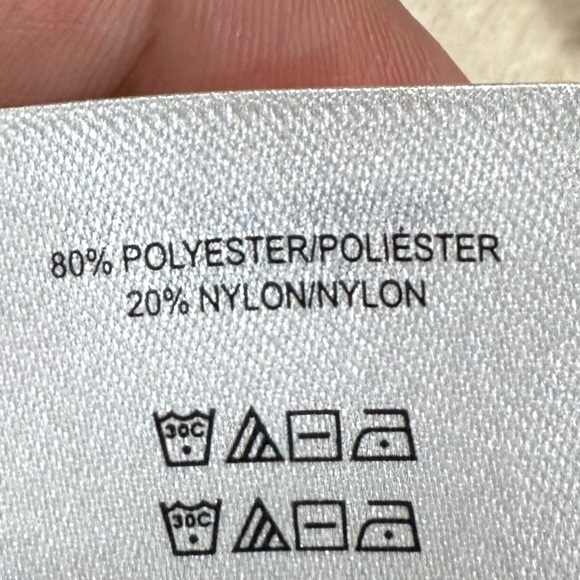 80% POLYESTER/POLIÉSTER
20% NYLON/NYLON
30C
30C